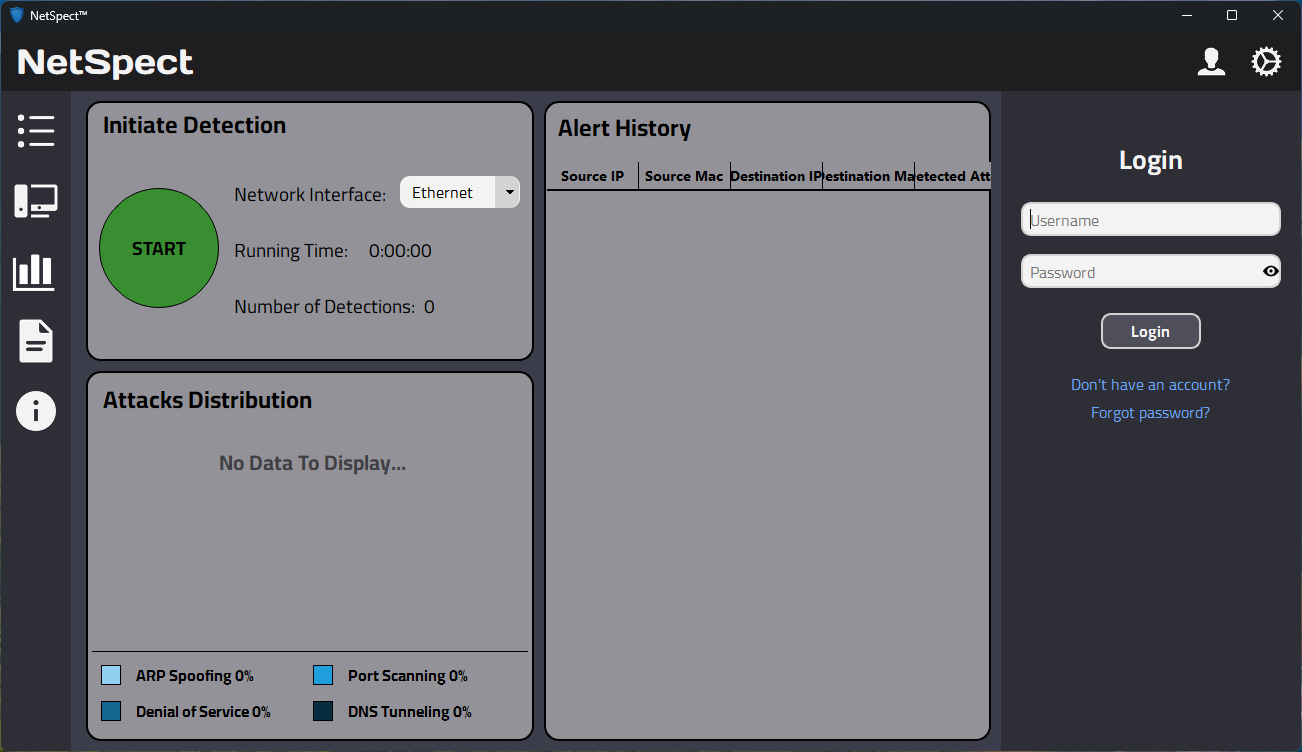 NetSpect™
NetSpect
Initiate Detection
Network Interface: Ethernet
START
Running Time: 0:00:00
Number of Detections: 0
Attacks Distribution
No Data To Display...
ARP Spoofing 0%
Port Scanning 0%
Denial of Service 0%
DNS Tunneling 0%
Alert History
Source IP
Source Mac
Destination IP
estination Ma
etected Att
Login
Username
Password
Login
Don't have an account?
Forgot password?